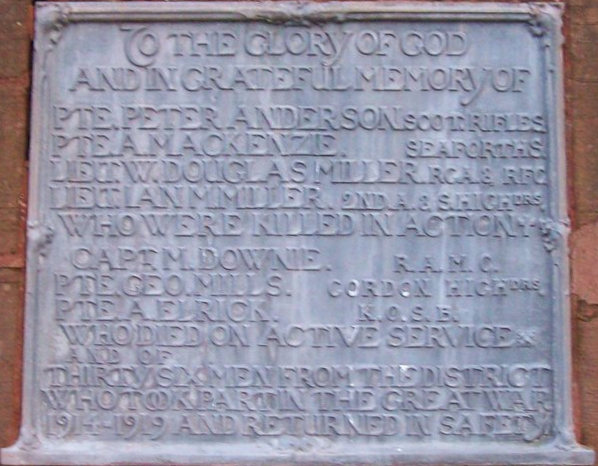 TO THE GLORY OF GOD
AND IN GRATEFUL MEMORY OF
PTE. PETER ANDERSON. SCOT. RIFLES
PTE. A. MACKENZIE. SEAFORTHS.
LIEUT. W. DOUGLAS MILLER. R.G.A. & R.F.C.
LIEUT. IAN M. MILLER. 2ND. A. & S. HIGHDRS.
WHO WERE KILLED IN ACTION
CAPT. M. DOWNIE. R.A.M.C.
PTE. GEO. MILLS. GORDON HIGHDRS.
PTE. A. ELRICK. K.O.S.B.
WHO DIED ON ACTIVE SERVICE
AND OF
THIRTY SIX MEN FROM THE DISTRICT
WHO TOOK PART IN THE GREAT WAR
1914-1919 AND RETURNED IN SAFETY.